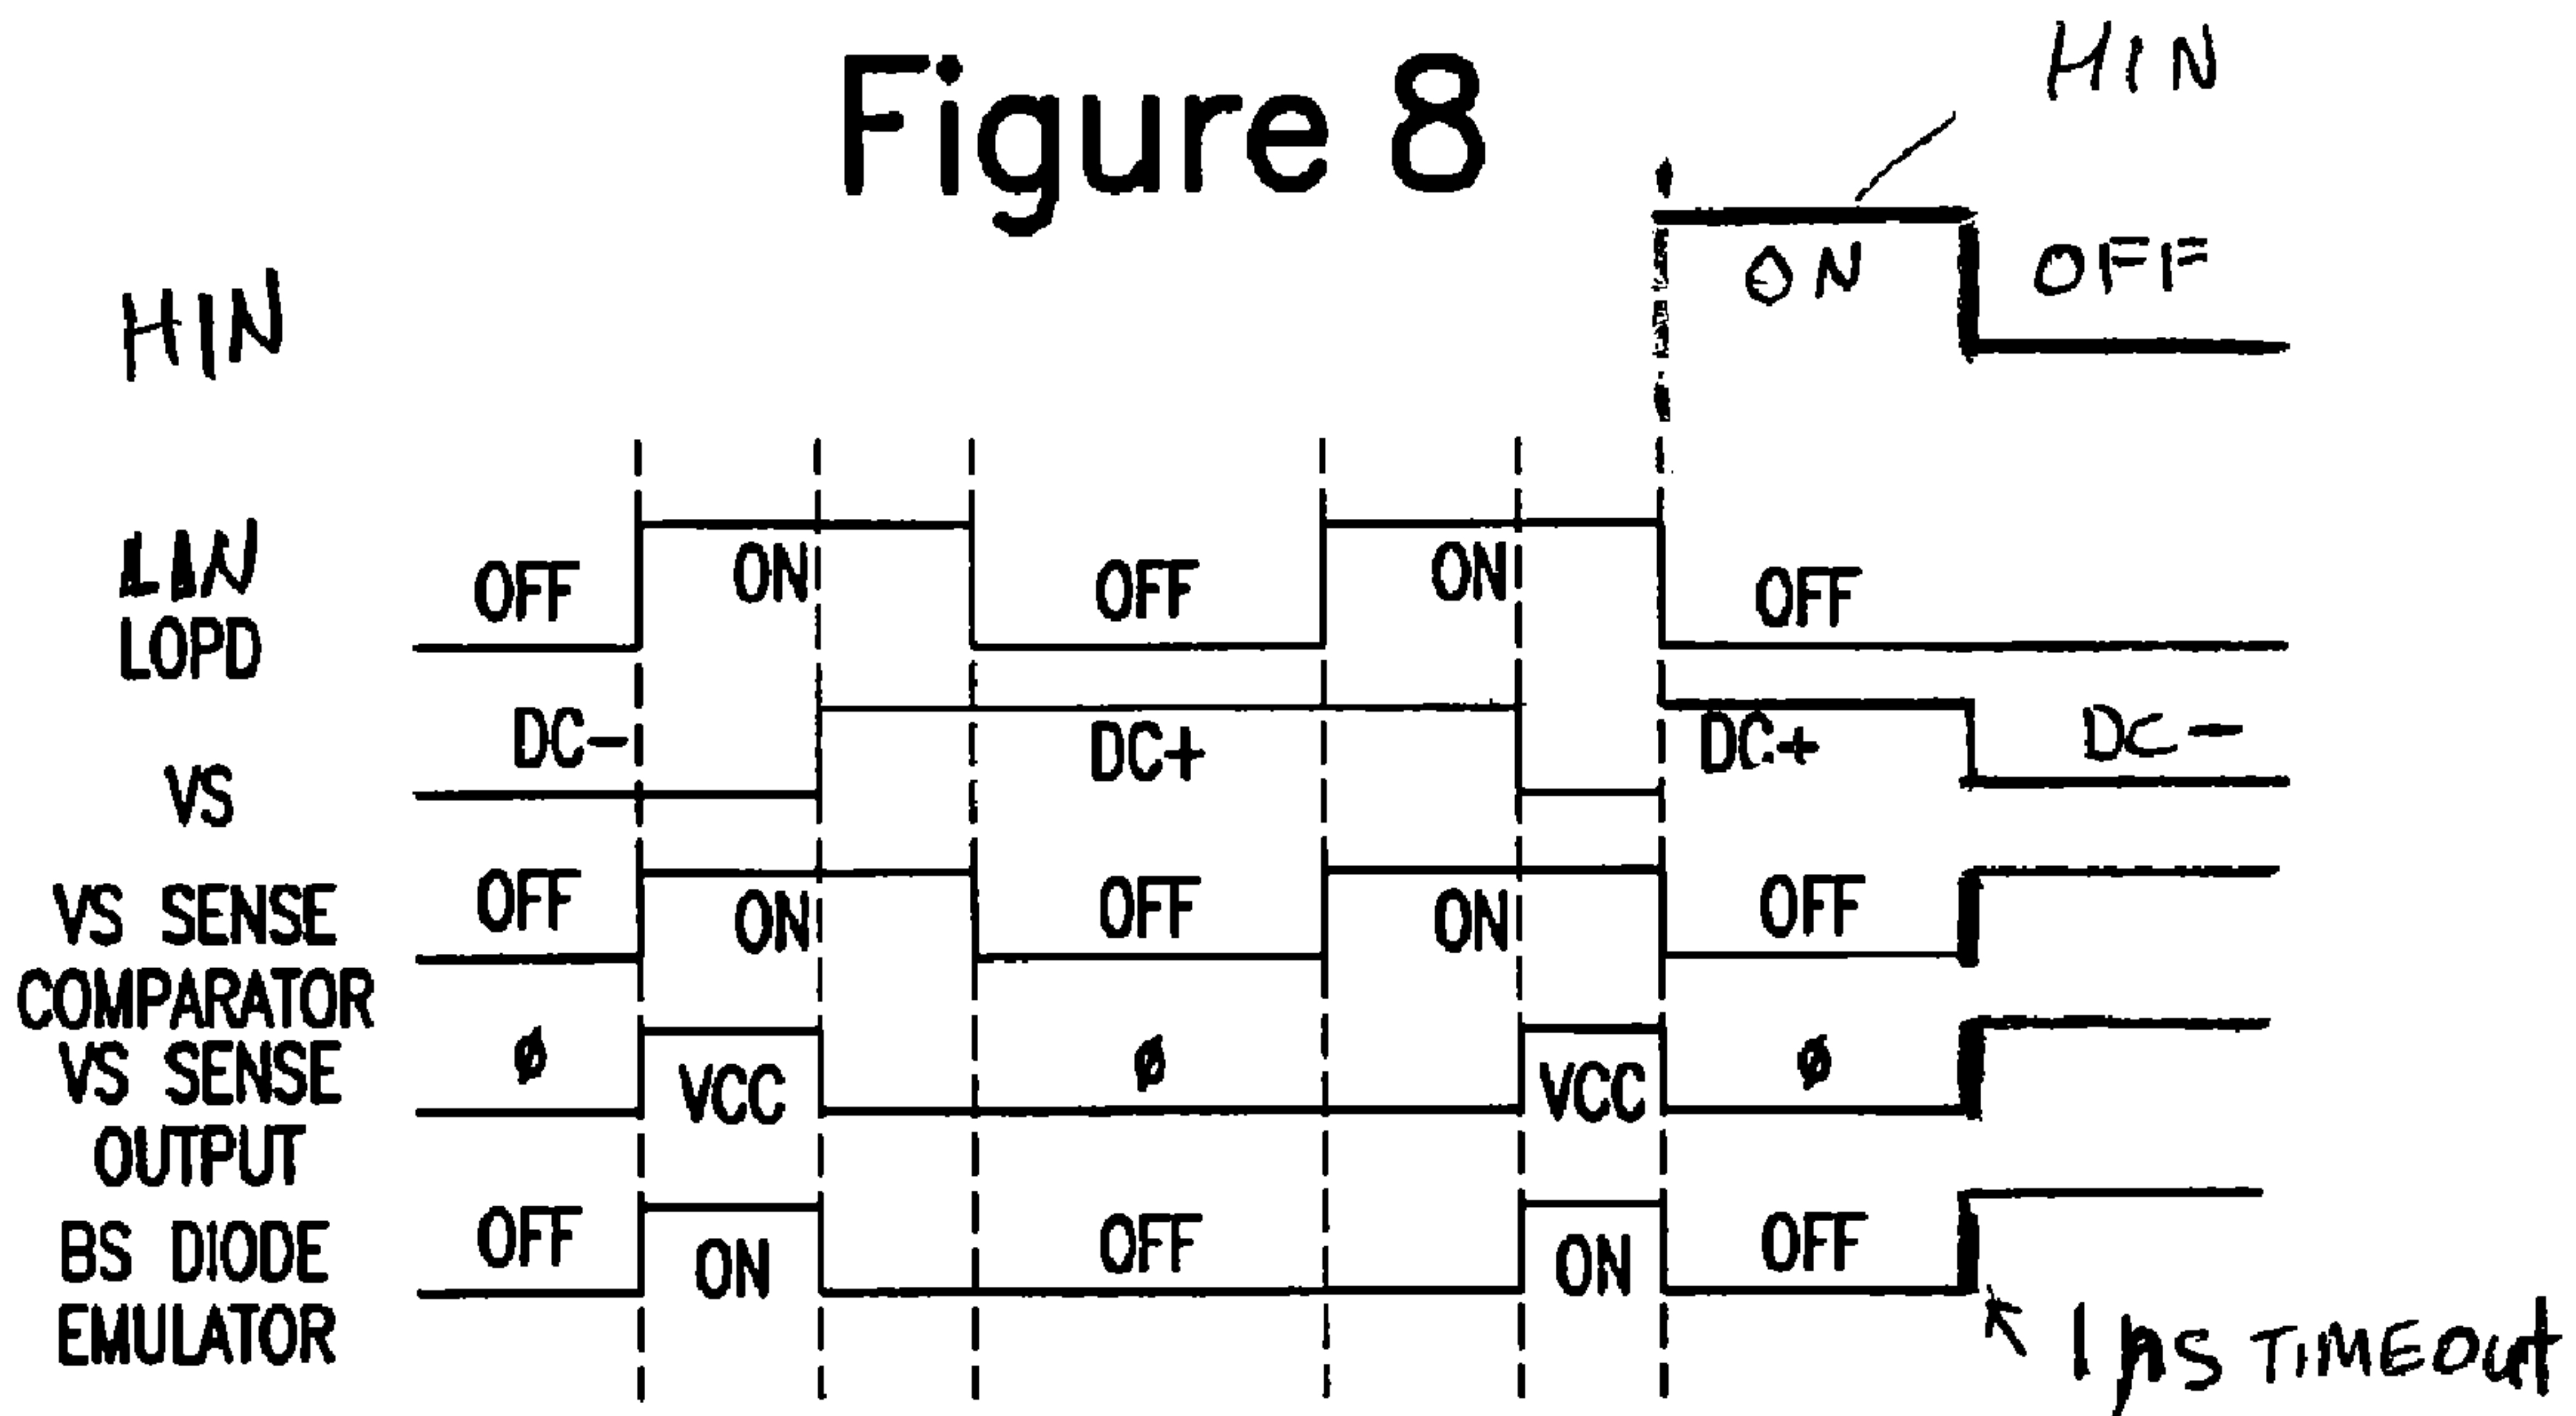 Figure 8
HIN
HIN
ON
OFF
LIN
LOPD
OFF
ON
OFF
ON
OFF
VS
DC-
DC+
DC+
DC-
VS SENSE
COMPARATOR
OFF
ON
OFF
ON
OFF
VS SENSE
OUTPUT
ø
VCC
ø
VCC
ø
BS DIODE
EMULATOR
OFF
ON
OFF
ON
OFF
1 µs TIMEOut